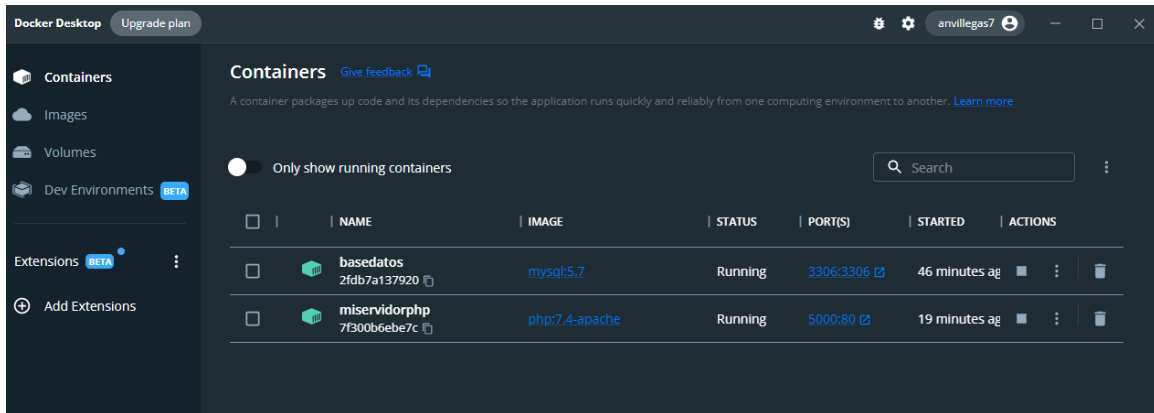 Docker Desktop Upgrade plan anvillegas7
Containers
Images
Volumes
Dev Environments BETA
Extensions BETA
Add Extensions
Containers Give feedback
A container packages up code and its dependencies so the application runs quickly and reliably from one computing environment to another. Learn more
Only show running containers Search
NAME IMAGE STATUS PORT(S) STARTED ACTIONS
basedatos
2fdb7a137920 mysql:5.7 Running 3306:3306 46 minutes ag
miservidorphp
7f300b6ebe7c php:7.4-apache Running 5000:80 19 minutes ag